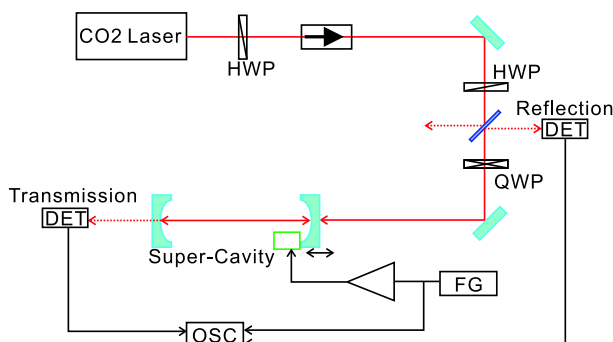 CO2 Laser
HWP
HWP
Reflection
DET
QWP
Transmission
DET
Super-Cavity
FG
OSC